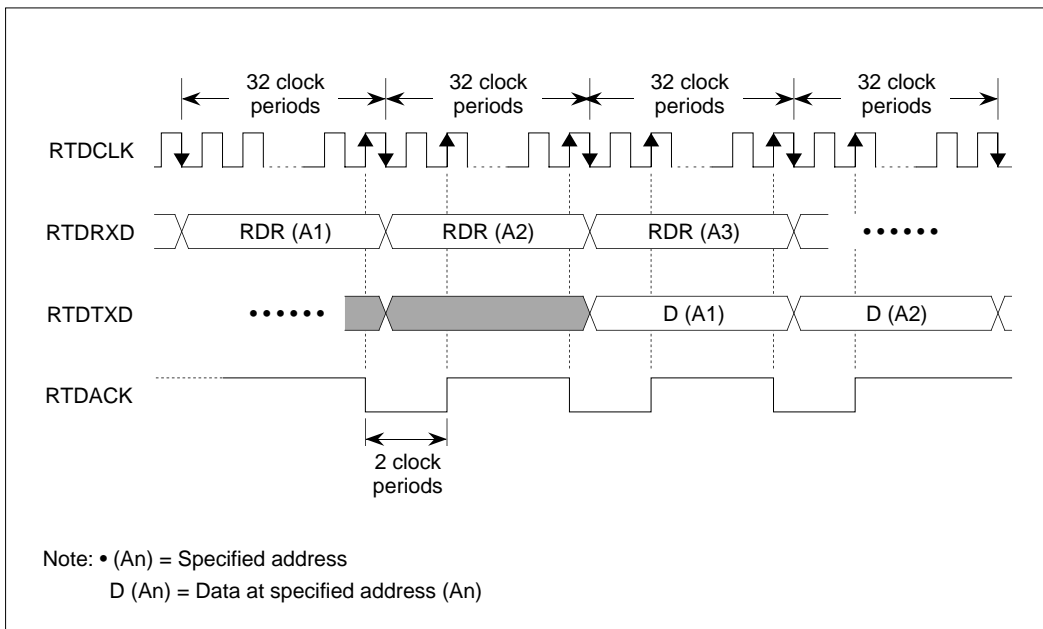 32 clock periods
32 clock periods
32 clock periods
32 clock periods
RTDCLK
RTDRXD
RDR (A1)
RDR (A2)
RDR (A3)
••••••
RTDTXD
••••••
D (A1)
D (A2)
RTDACK
2 clock
periods
Note: • (An) = Specified address
D (An) = Data at specified address (An)